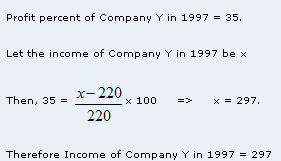 Profit percent of Company Y in 1997 = 35.
Let the income of Company Y in 1997 be x
Then, 35 = x - 220 / 220 x 100 => x = 297.
Therefore Income of Company Y in 1997 = 297